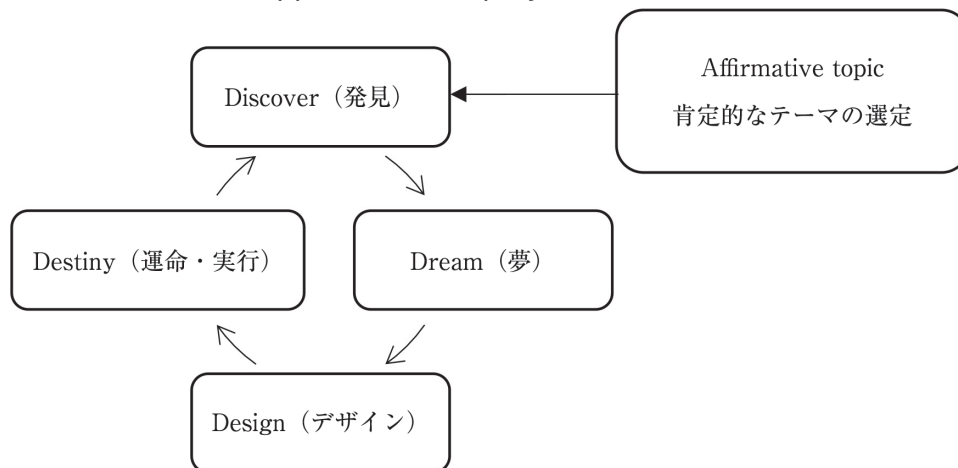 Discover（発見）
Affirmative topic
肯定的なテーマの選定
Destiny（運命・実行）
Dream（夢）
Design（デザイン）